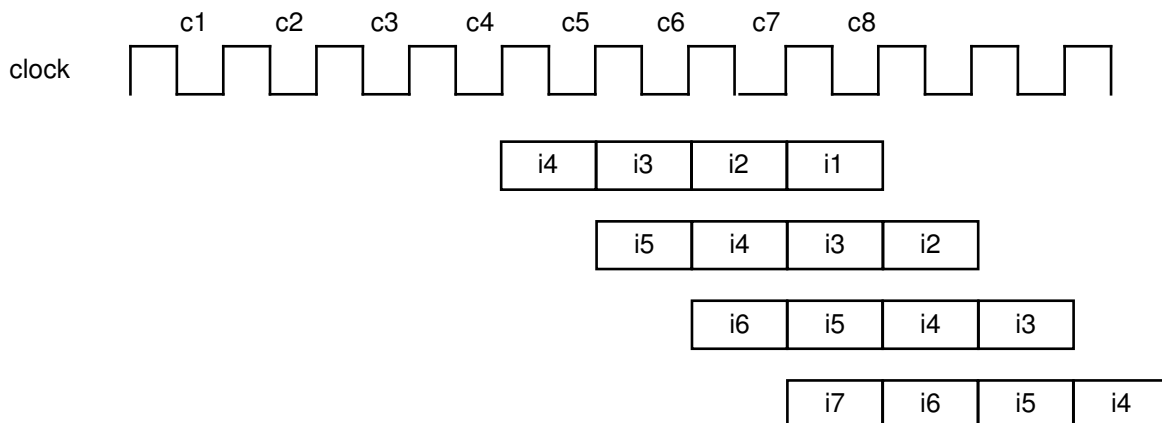 c1 c2 c3 c4 c5 c6 c7 c8
clock
i4 i3 i2 i1
i5 i4 i3 i2
i6 i5 i4 i3
i7 i6 i5 i4